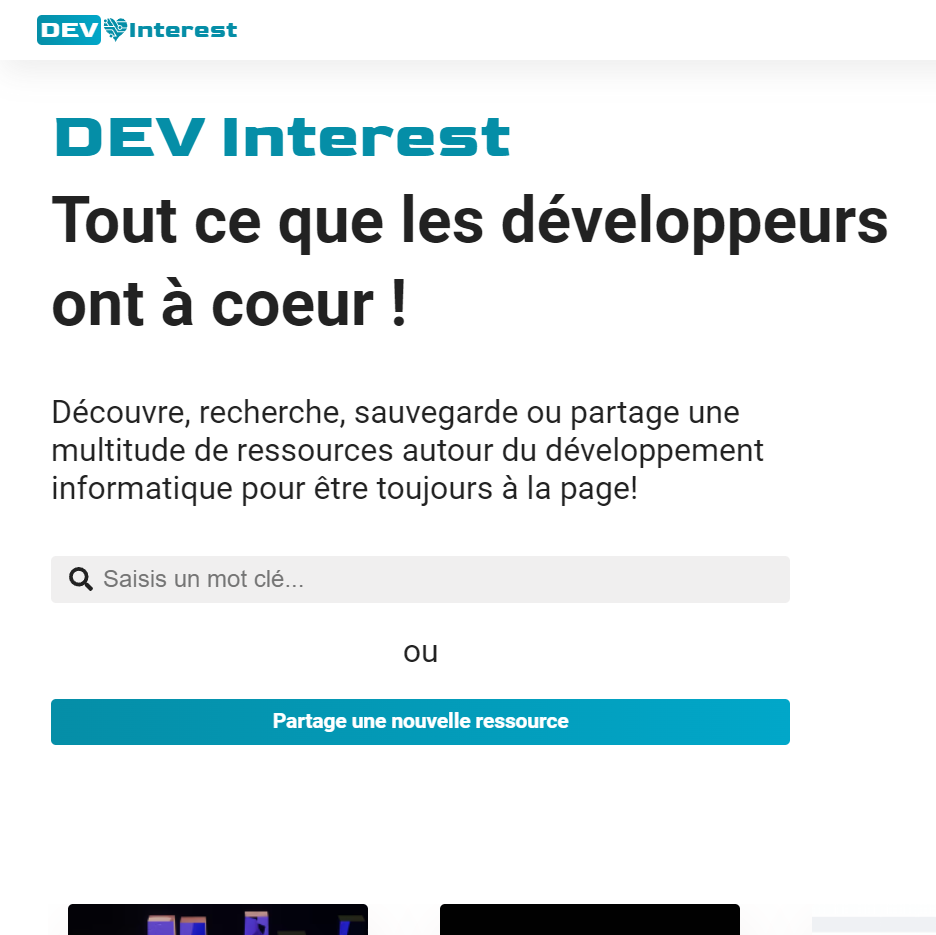 DEV Interest
DEV Interest
Tout ce que les développeurs
ont à coeur !
Découvre, recherche, sauvegarde ou partage une
multitude de ressources autour du développement
informatique pour être toujours à la page!
Saisis un mot clé...
ou
Partage une nouvelle ressource